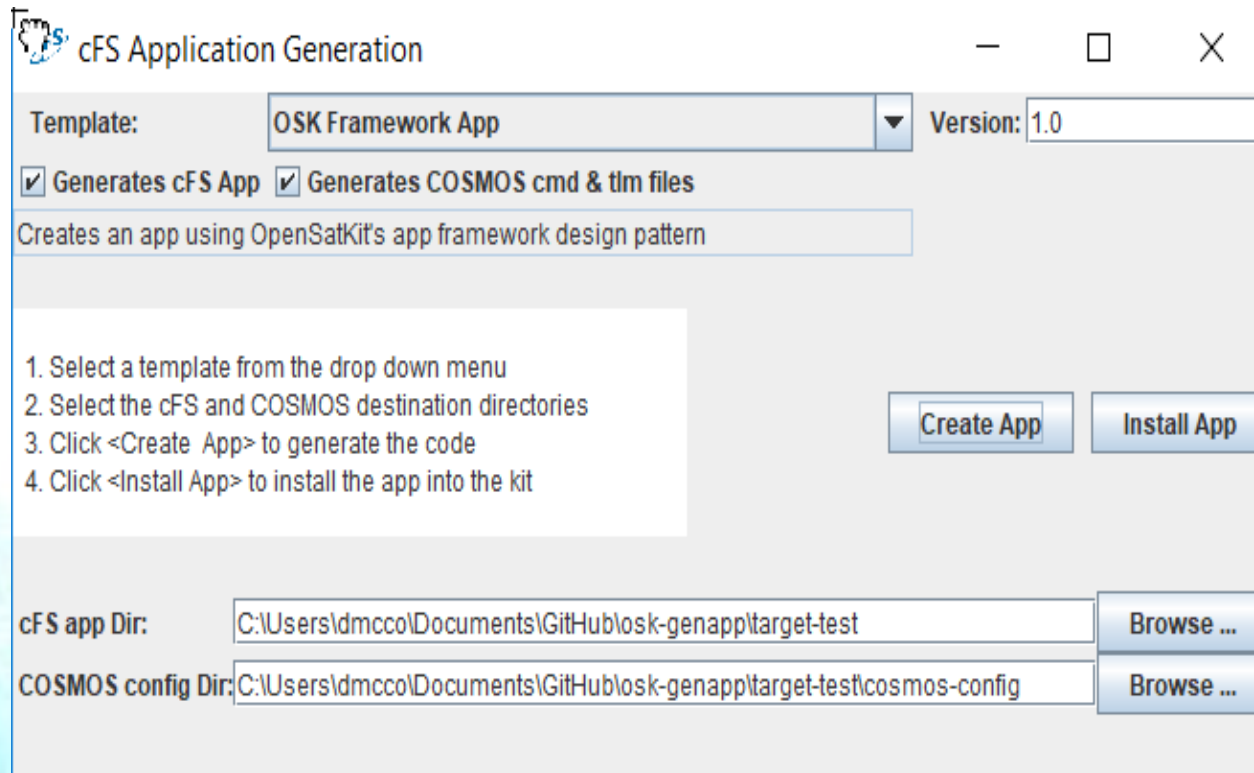 cFS Application Generation
Template: OSK Framework App Version: 1.0
Generates cFS App Generates COSMOS cmd & tlm files
Creates an app using OpenSatKit's app framework design pattern
1. Select a template from the drop down menu
2. Select the cFS and COSMOS destination directories
3. Click <Create App> to generate the code
4. Click <Install App> to install the app into the kit
Create App Install App
cFS app Dir: C:\Users\dmcco\Documents\GitHub\osk-genapp\target-test Browse ...
COSMOS config Dir: C:\Users\dmcco\Documents\GitHub\osk-genapp\target-test\cosmos-config Browse ...